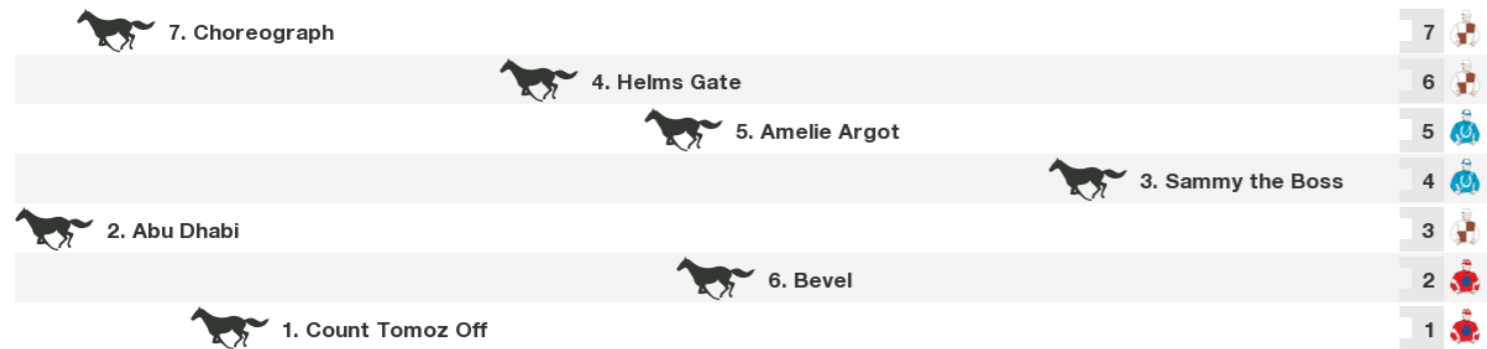 7. Choreograph 7
4. Helms Gate 6
5. Amelie Argot 5
3. Sammy the Boss 4
2. Abu Dhabi 3
6. Bevel 2
1. Count Tomoz Off 1